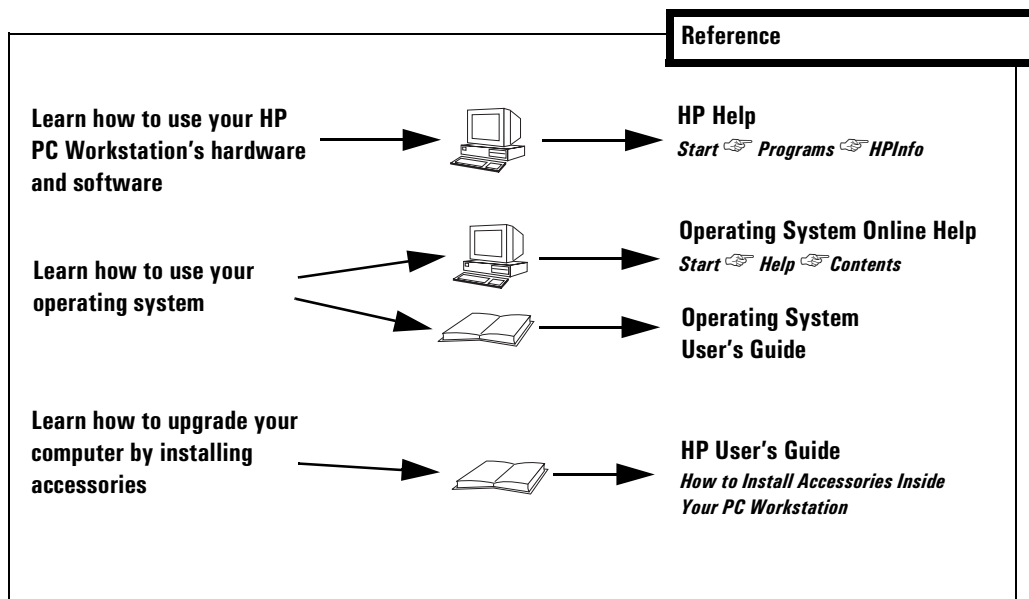 Reference
Learn how to use your HP
PC Workstation's hardware
and software
HP Help
Start ☞ Programs ☞ HPInfo
Learn how to use your
operating system
Operating System Online Help
Start ☞ Help ☞ Contents
Operating System
User's Guide
Learn how to upgrade your
computer by installing
accessories
HP User's Guide
How to Install Accessories Inside
Your PC Workstation